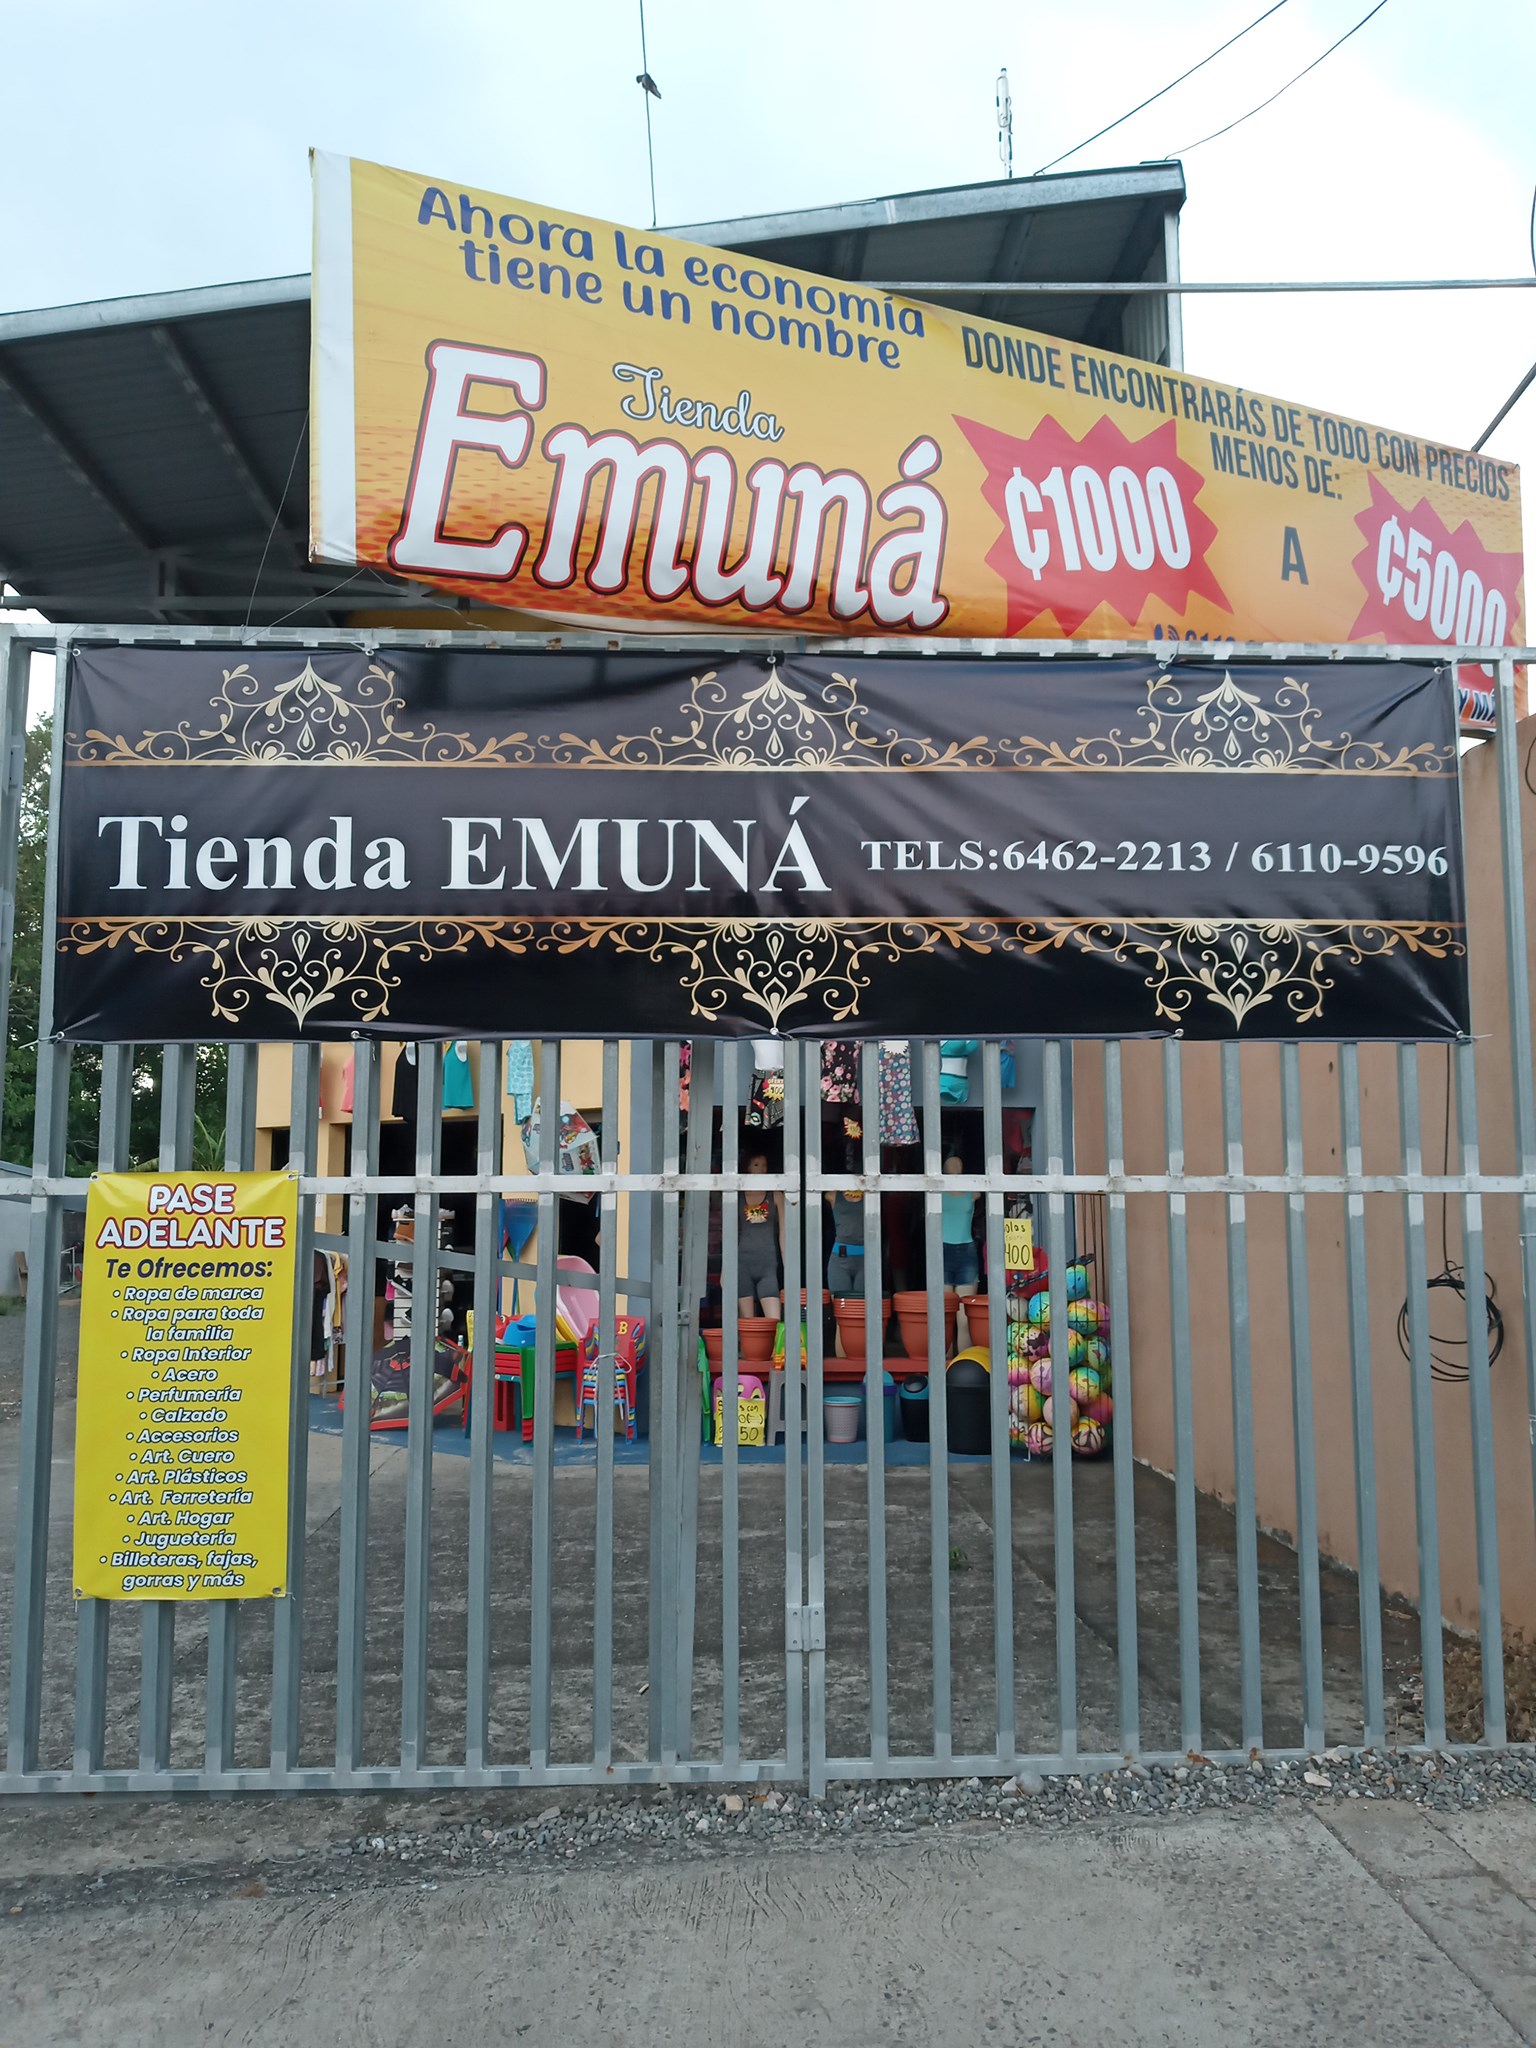 Ahora la economía
tiene un nombre
Tienda
Emuná
DONDE ENCONTRARÁS DE TODO CON PRECIOS
MENOS DE:
₡1000
A
₡5000
Y
Tienda EMUNÁ TELS:6462-2213 / 6110-9596
PASE
ADELANTE
Te Ofrecemos:
• Ropa de marca
• Ropa para toda
la familia
• Ropa Interior
• Acero
• Perfumería
• Calzado
• Accesorios
• Art. Cuero
• Art. Plásticos
• Art. Ferretería
• Art. Hogar
• Juguetería
• Billeteras, fajas,
gorras y más
B